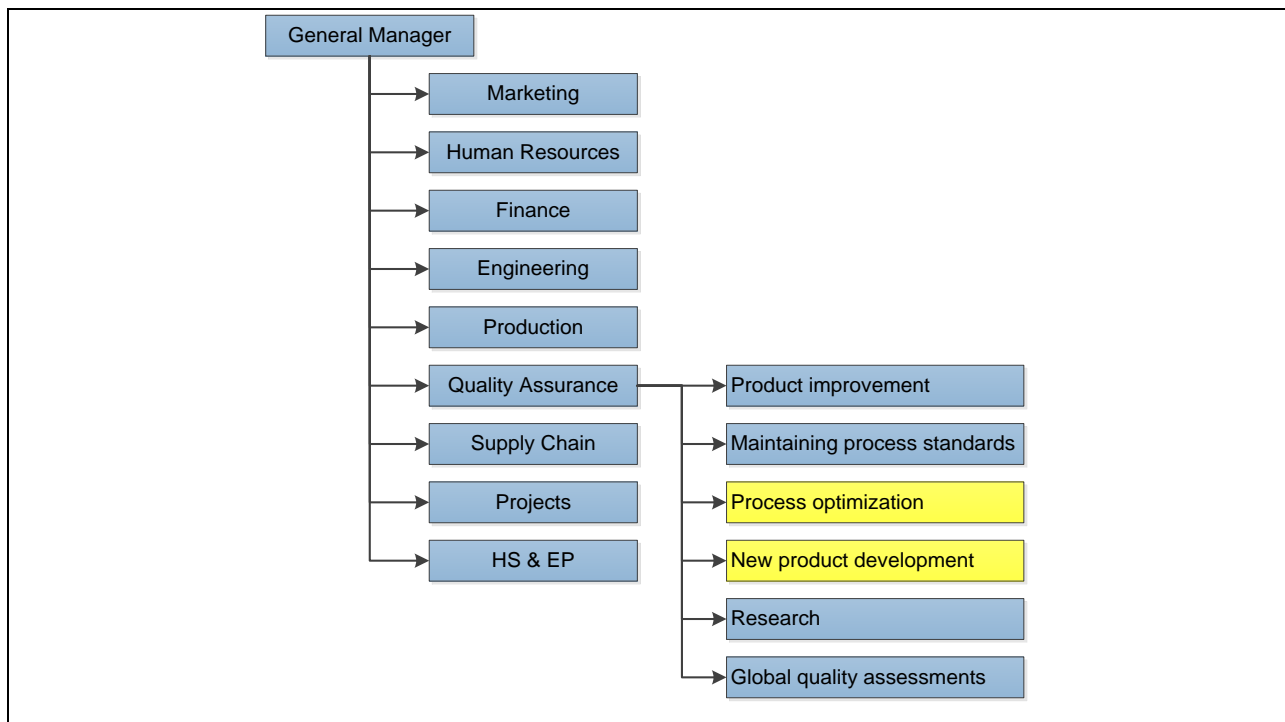 General Manager
Marketing
Human Resources
Finance
Engineering
Production
Quality Assurance
Product improvement
Supply Chain
Maintaining process standards
Projects
Process optimization
HS & EP
New product development
Research
Global quality assessments